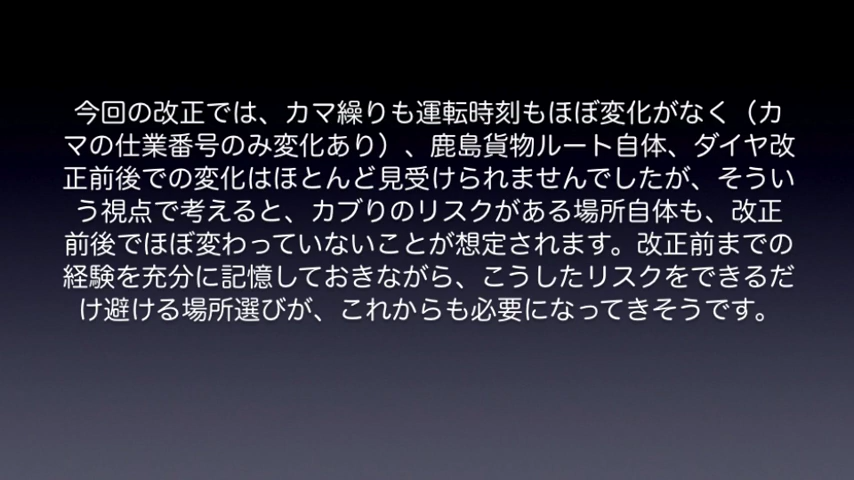 今回の改正では、カマ繰りも運転時刻もほぼ変化がなく（カ
マの仕業番号のみ変化あり）、鹿島貨物ルート自体、ダイヤ改
正前後での変化はほとんど見受けられませんでしたが、そうい
う視点で考えると、カブりのリスクがある場所自体も、改正
前後でほぼ変わっていないことが想定されます。改正前までの
経験を充分に記憶しておきながら、こうしたリスクをできるだ
け避ける場所選びが、これからも必要になってきそうです。